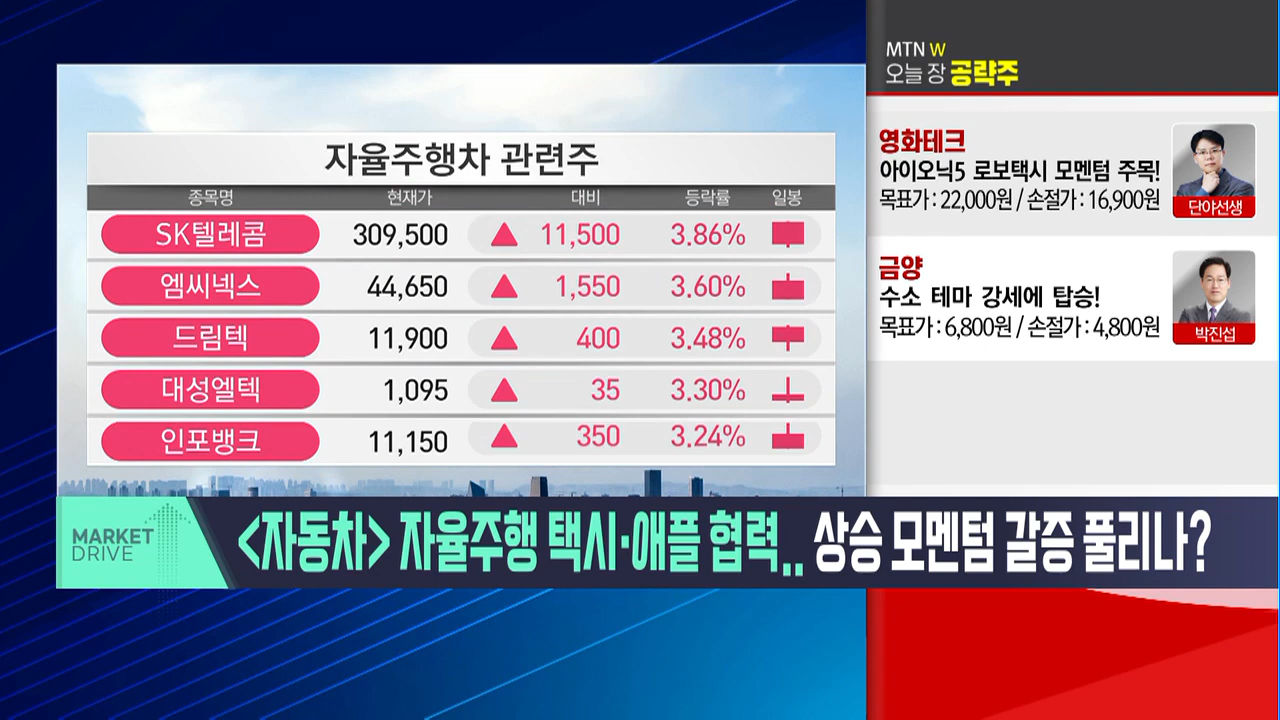 자율주행차 관련주
종목명 현재가 대비 등락률 일봉
SK텔레콤 309,500 ▲ 11,500 3.86%
엠씨넥스 44,650 ▲ 1,550 3.60%
드림텍 11,900 ▲ 400 3.48%
대성엘텍 1,095 ▲ 35 3.30%
인포뱅크 11,150 ▲ 350 3.24%
MTN W
오늘 장 공략주
영화테크
아이오닉5 로보택시 모멘텀 주목!
목표가 : 22,000원 / 손절가 : 16,900원
단야선생
금양
수소 테마 강세에 탑승!
목표가 : 6,800원 / 손절가 : 4,800원
박진섭
MARKET
DRIVE
<자동차> 자율주행 택시·애플 협력.. 상승 모멘텀 갈증 풀리나?